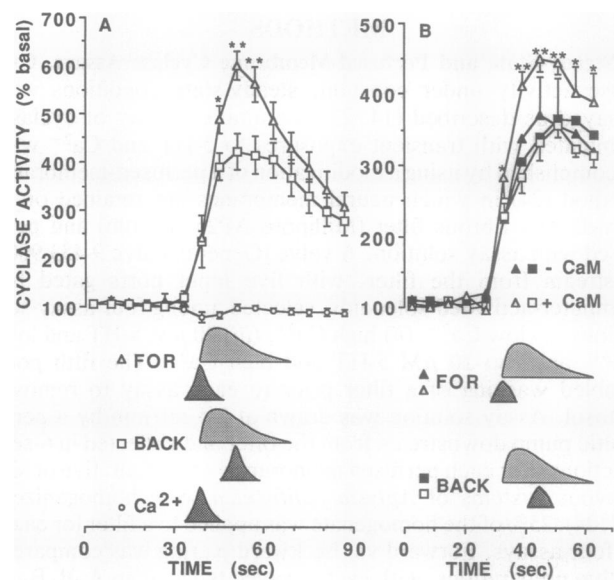 A
B
CYCLASE ACTIVITY (% basal)
700
600
500
400
300
200
100
500
400
300
200
100
** 
*
**
*
**
**
**
**
*
*
- CaM
+ CaM
FOR
BACK
Ca2+
FOR
BACK
0
30
60
90
TIME (sec)
0
20
40
60
TIME (sec)